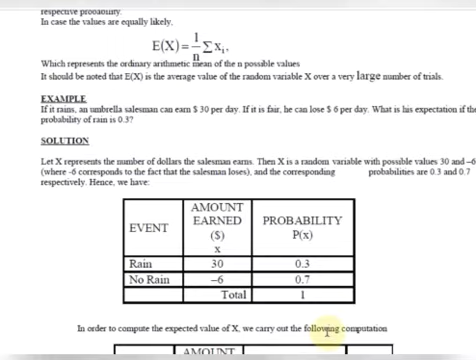 respective probability.
In case the values are equally likely,
E(X)=1/n Σ xᵢ,
Which represents the ordinary arithmetic mean of the n possible values
It should be noted that E(X) is the average value of the random variable X over a very large number of trials.
EXAMPLE
If it rains, an umbrella salesman can earn $ 30 per day. If it is fair, he can lose $ 6 per day. What is his expectation if the
probability of rain is 0.3?
SOLUTION
Let X represents the number of dollars the salesman earns. Then X is a random variable with possible values 30 and –6
(where -6 corresponds to the fact that the salesman loses), and the corresponding probabilities are 0.3 and 0.7
respectively. Hence, we have:
EVENT AMOUNT EARNED ($) x PROBABILITY P(x)
Rain 30 0.3
No Rain –6 0.7
Total 1
In order to compute the expected value of X, we carry out the following computation
AMOUNT